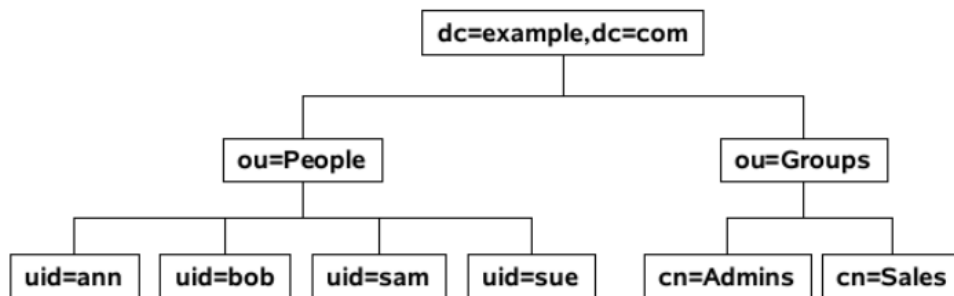 dc=example,dc=com
ou=People
ou=Groups
uid=ann
uid=bob
uid=sam
uid=sue
cn=Admins
cn=Sales